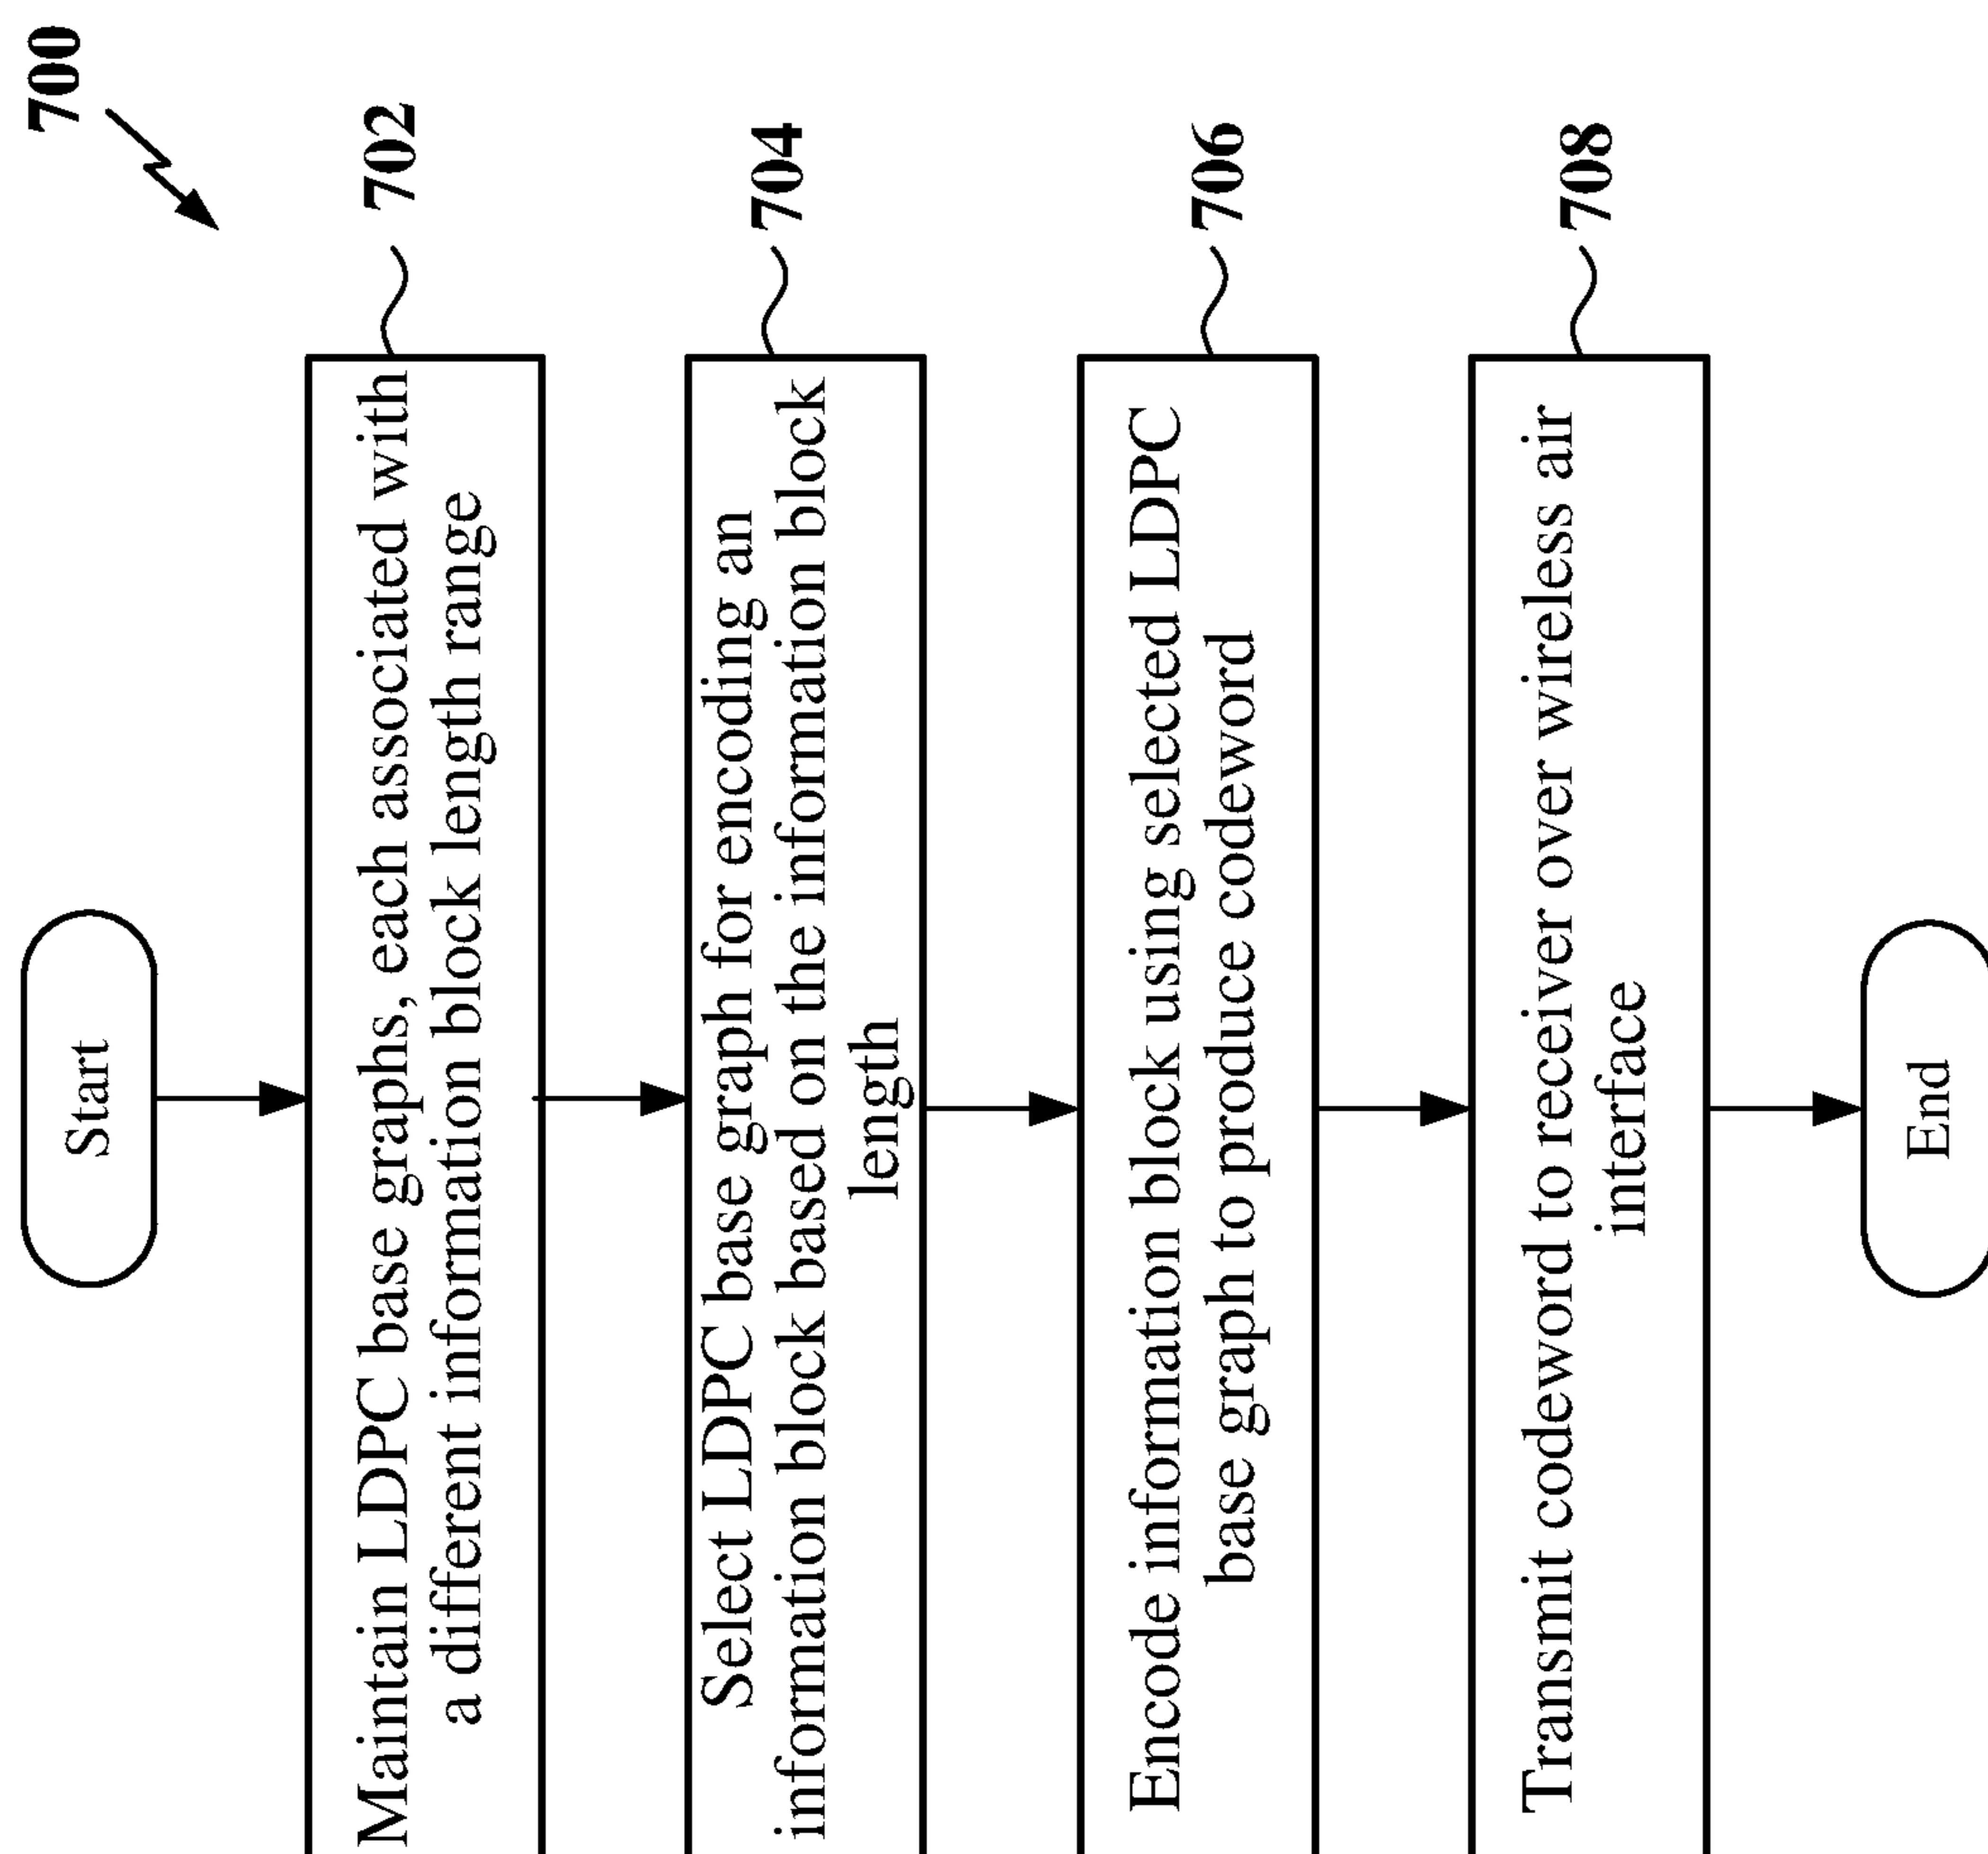 700
Start
Maintain LDPC base graphs, each associated with
a different information block length range
702
Select LDPC base graph for encoding an
information block based on the information block
length
704
Encode information block using selected LDPC
base graph to produce codeword
706
Transmit codeword to receiver over wireless air
interface
708
End